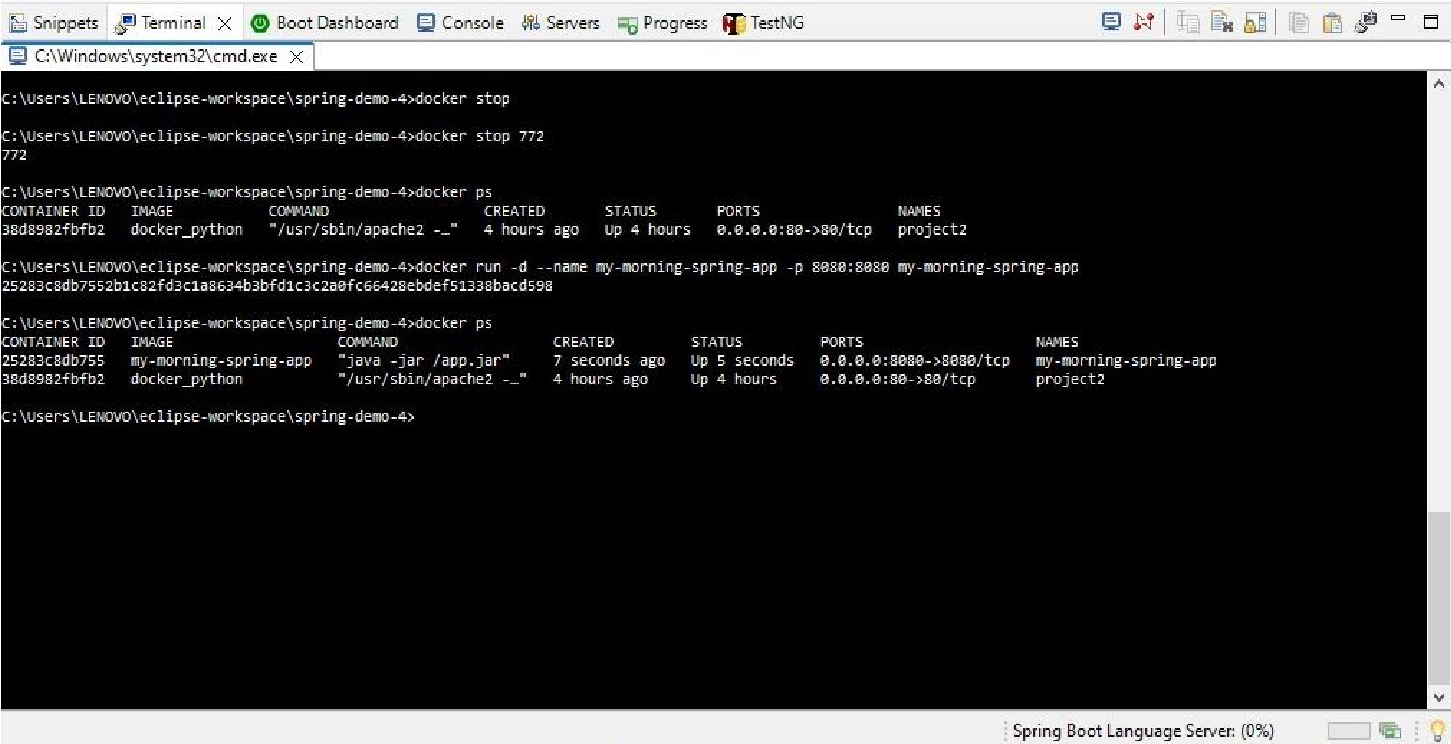 Snippets Terminal Boot Dashboard Console Servers Progress TestNG
C:\Windows\system32\cmd.exe
C:\Users\LENOVO\eclipse-workspace\spring-demo-4>docker stop
C:\Users\LENOVO\eclipse-workspace\spring-demo-4>docker stop 772
772
C:\Users\LENOVO\eclipse-workspace\spring-demo-4>docker ps
CONTAINER ID IMAGE COMMAND CREATED STATUS PORTS NAMES
38d8982fbfb2 docker_python "/usr/sbin/apache2 -…" 4 hours ago Up 4 hours 0.0.0.0:80->80/tcp project2
C:\Users\LENOVO\eclipse-workspace\spring-demo-4>docker run -d --name my-morning-spring-app -p 8080:8080 my-morning-spring-app
25283c8db7552b1c82fd3c1a8634b3bfd1c3c2a0fc66428ebdef51338bacd598
C:\Users\LENOVO\eclipse-workspace\spring-demo-4>docker ps
CONTAINER ID IMAGE COMMAND CREATED STATUS PORTS NAMES
25283c8db755 my-morning-spring-app "java -jar /app.jar" 7 seconds ago Up 5 seconds 0.0.0.0:8080->8080/tcp my-morning-spring-app
38d8982fbfb2 docker_python "/usr/sbin/apache2 -…" 4 hours ago Up 4 hours 0.0.0.0:80->80/tcp project2
C:\Users\LENOVO\eclipse-workspace\spring-demo-4>
Spring Boot Language Server: (0%)